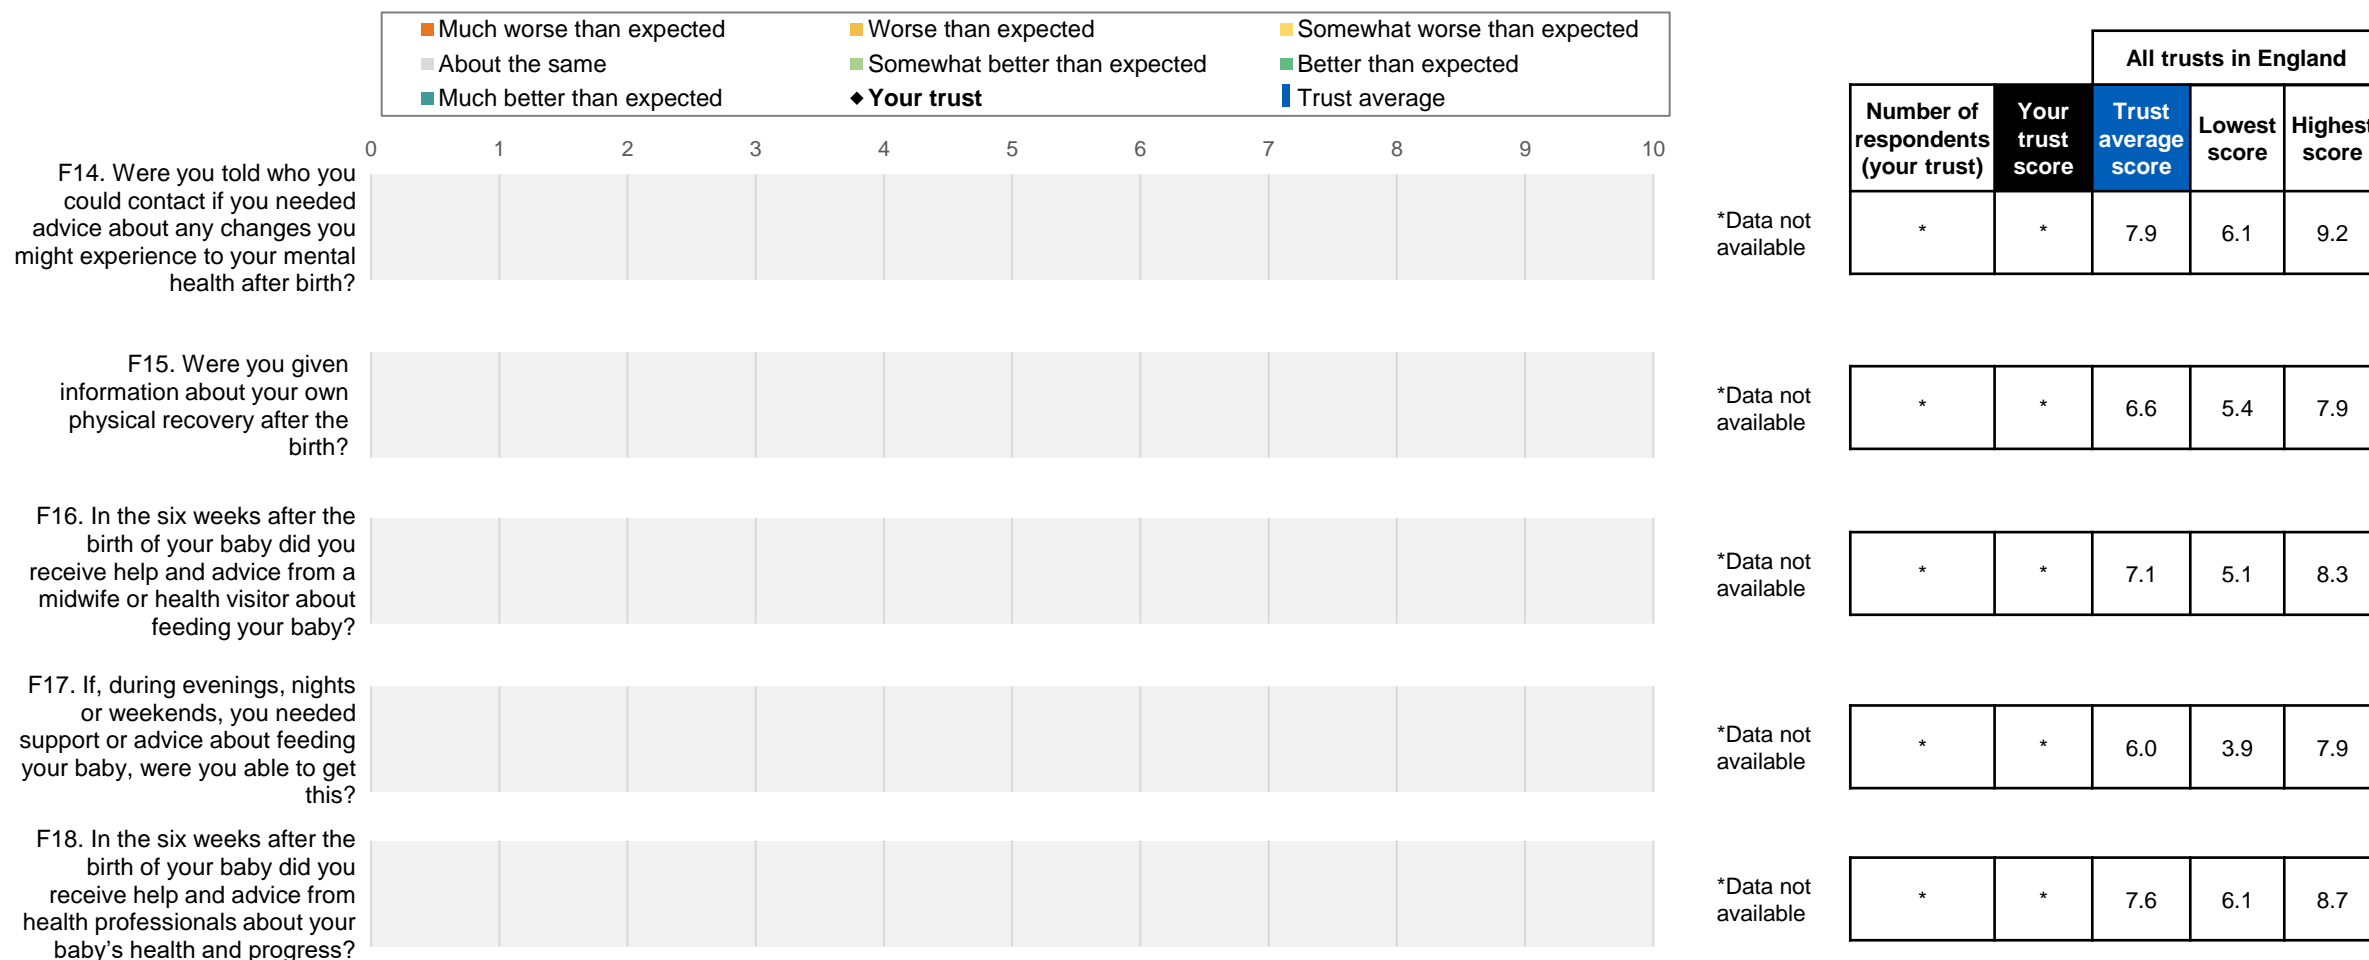 Much worse than expected
Worse than expected
Somewhat worse than expected
About the same
Somewhat better than expected
Better than expected
Much better than expected
Your trust
Trust average
All trusts in England
Number of
respondents
(your trust)
Your
trust
score
Trust
average
score
Lowest
score
Highest
score
0 1 2 3 4 5 6 7 8 9 10
F14. Were you told who you
could contact if you needed
advice about any changes you
might experience to your mental
health after birth?
*Data not
available
* * 7.9 6.1 9.2
F15. Were you given
information about your own
physical recovery after the
birth?
*Data not
available
* * 6.6 5.4 7.9
F16. In the six weeks after the
birth of your baby did you
receive help and advice from a
midwife or health visitor about
feeding your baby?
*Data not
available
* * 7.1 5.1 8.3
F17. If, during evenings, nights
or weekends, you needed
support or advice about feeding
your baby, were you able to get
this?
*Data not
available
* * 6.0 3.9 7.9
F18. In the six weeks after the
birth of your baby did you
receive help and advice from
health professionals about your
baby’s health and progress?
*Data not
available
* * 7.6 6.1 8.7